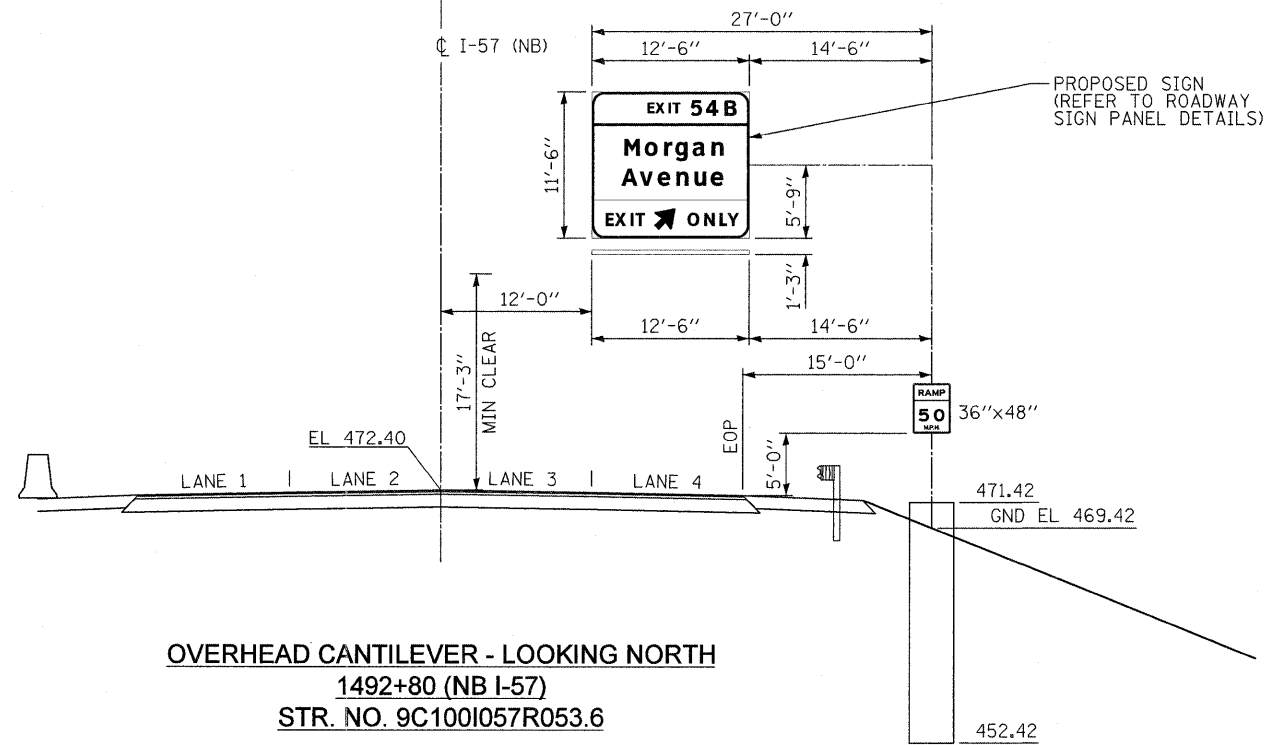 27'-0"
℄ I-57 (NB)
12'-6"
14'-6"
PROPOSED SIGN
(REFER TO ROADWAY
SIGN PANEL DETAILS)
EXIT 54B
Morgan
Avenue
EXIT ONLY
11'-6"
5'-9"
1'-3"
12'-0"
12'-6"
14'-6"
17'-3"
MIN CLEAR
15'-0"
RAMP
50
M.P.H.
36"x48"
EOP
5'-0"
EL 472.40
LANE 1
LANE 2
LANE 3
LANE 4
471.42
GND EL 469.42
452.42
OVERHEAD CANTILEVER - LOOKING NORTH
1492+80 (NB I-57)
STR. NO. 9C100I057R053.6